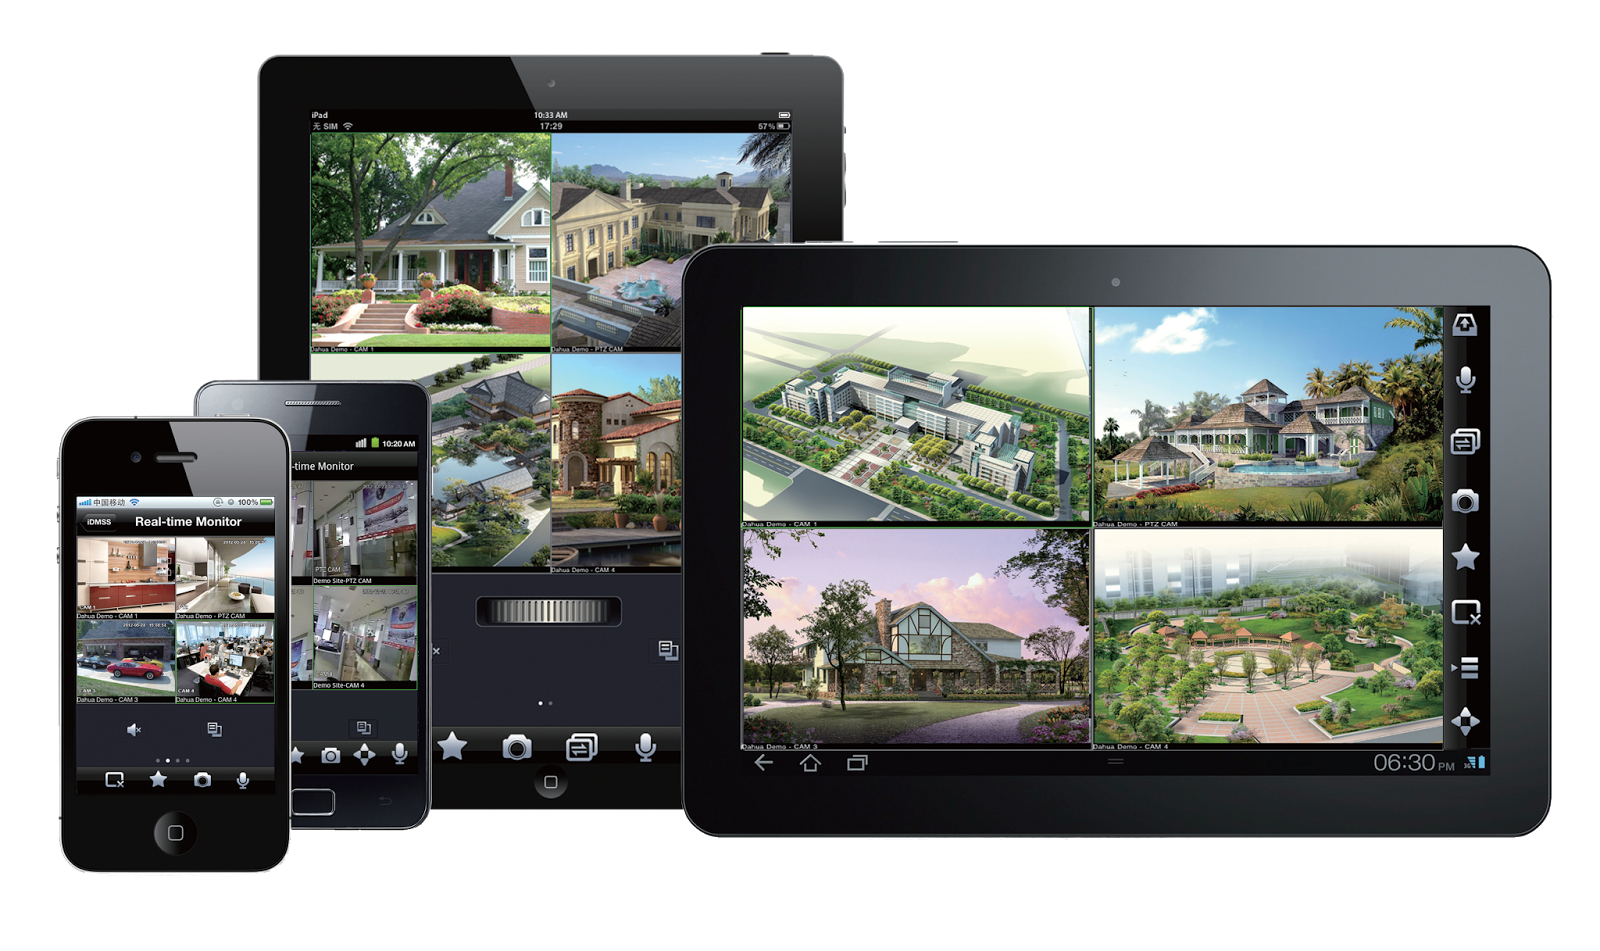 iPad
10:33 AM
无 SIM
17:29
57%
Dahua Demo - CAM 1
Dahua Demo - PTZ CAM
Dahua Demo - CAM 4
10:20 AM
-time Monitor
PTZ CAM
Demo Site-PTZ CAM
CAM 4
Demo Site-CAM 4
中国移动
100%
iDMSS
Real-time Monitor
CAM 1
Dahua Demo - CAM 1
Dahua Demo - PTZ CAM
CAM 3
Dahua Demo - CAM 3
CAM 4
Dahua Demo - CAM 4
Dahua Demo - CAM 1
Dahua Demo - PTZ CAM
Dahua Demo - CAM 3
Dahua Demo - CAM 4
06:30 PM
3G